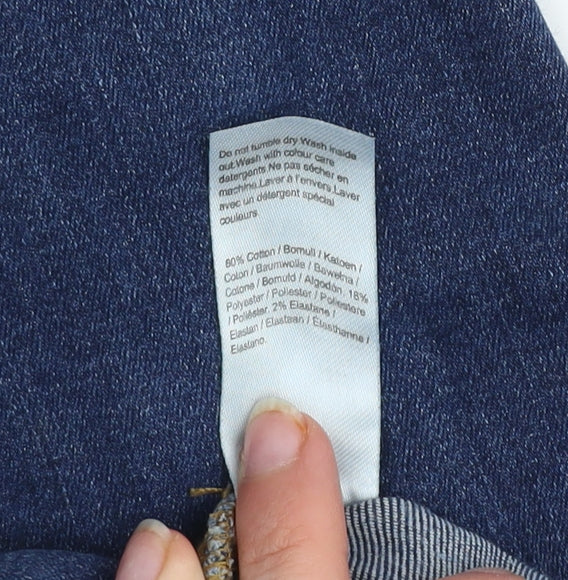 Do not tumble dry.Wash inside
out.Wash with colour care
detergents.Ne pas sécher en
machine.Laver à l'envers.Laver
avec un détergent spécial
couleurs.
80% Cotton / Bomull / Katoen /
Coton / Baumwolle / Bawełna /
Cotone / Bomuld / Algodón. 18%
Polyester / Poliester / Poliestere
/ Poliéster. 2% Elastane /
Elastan / Elastaan / Élasthanne /
Elastano.